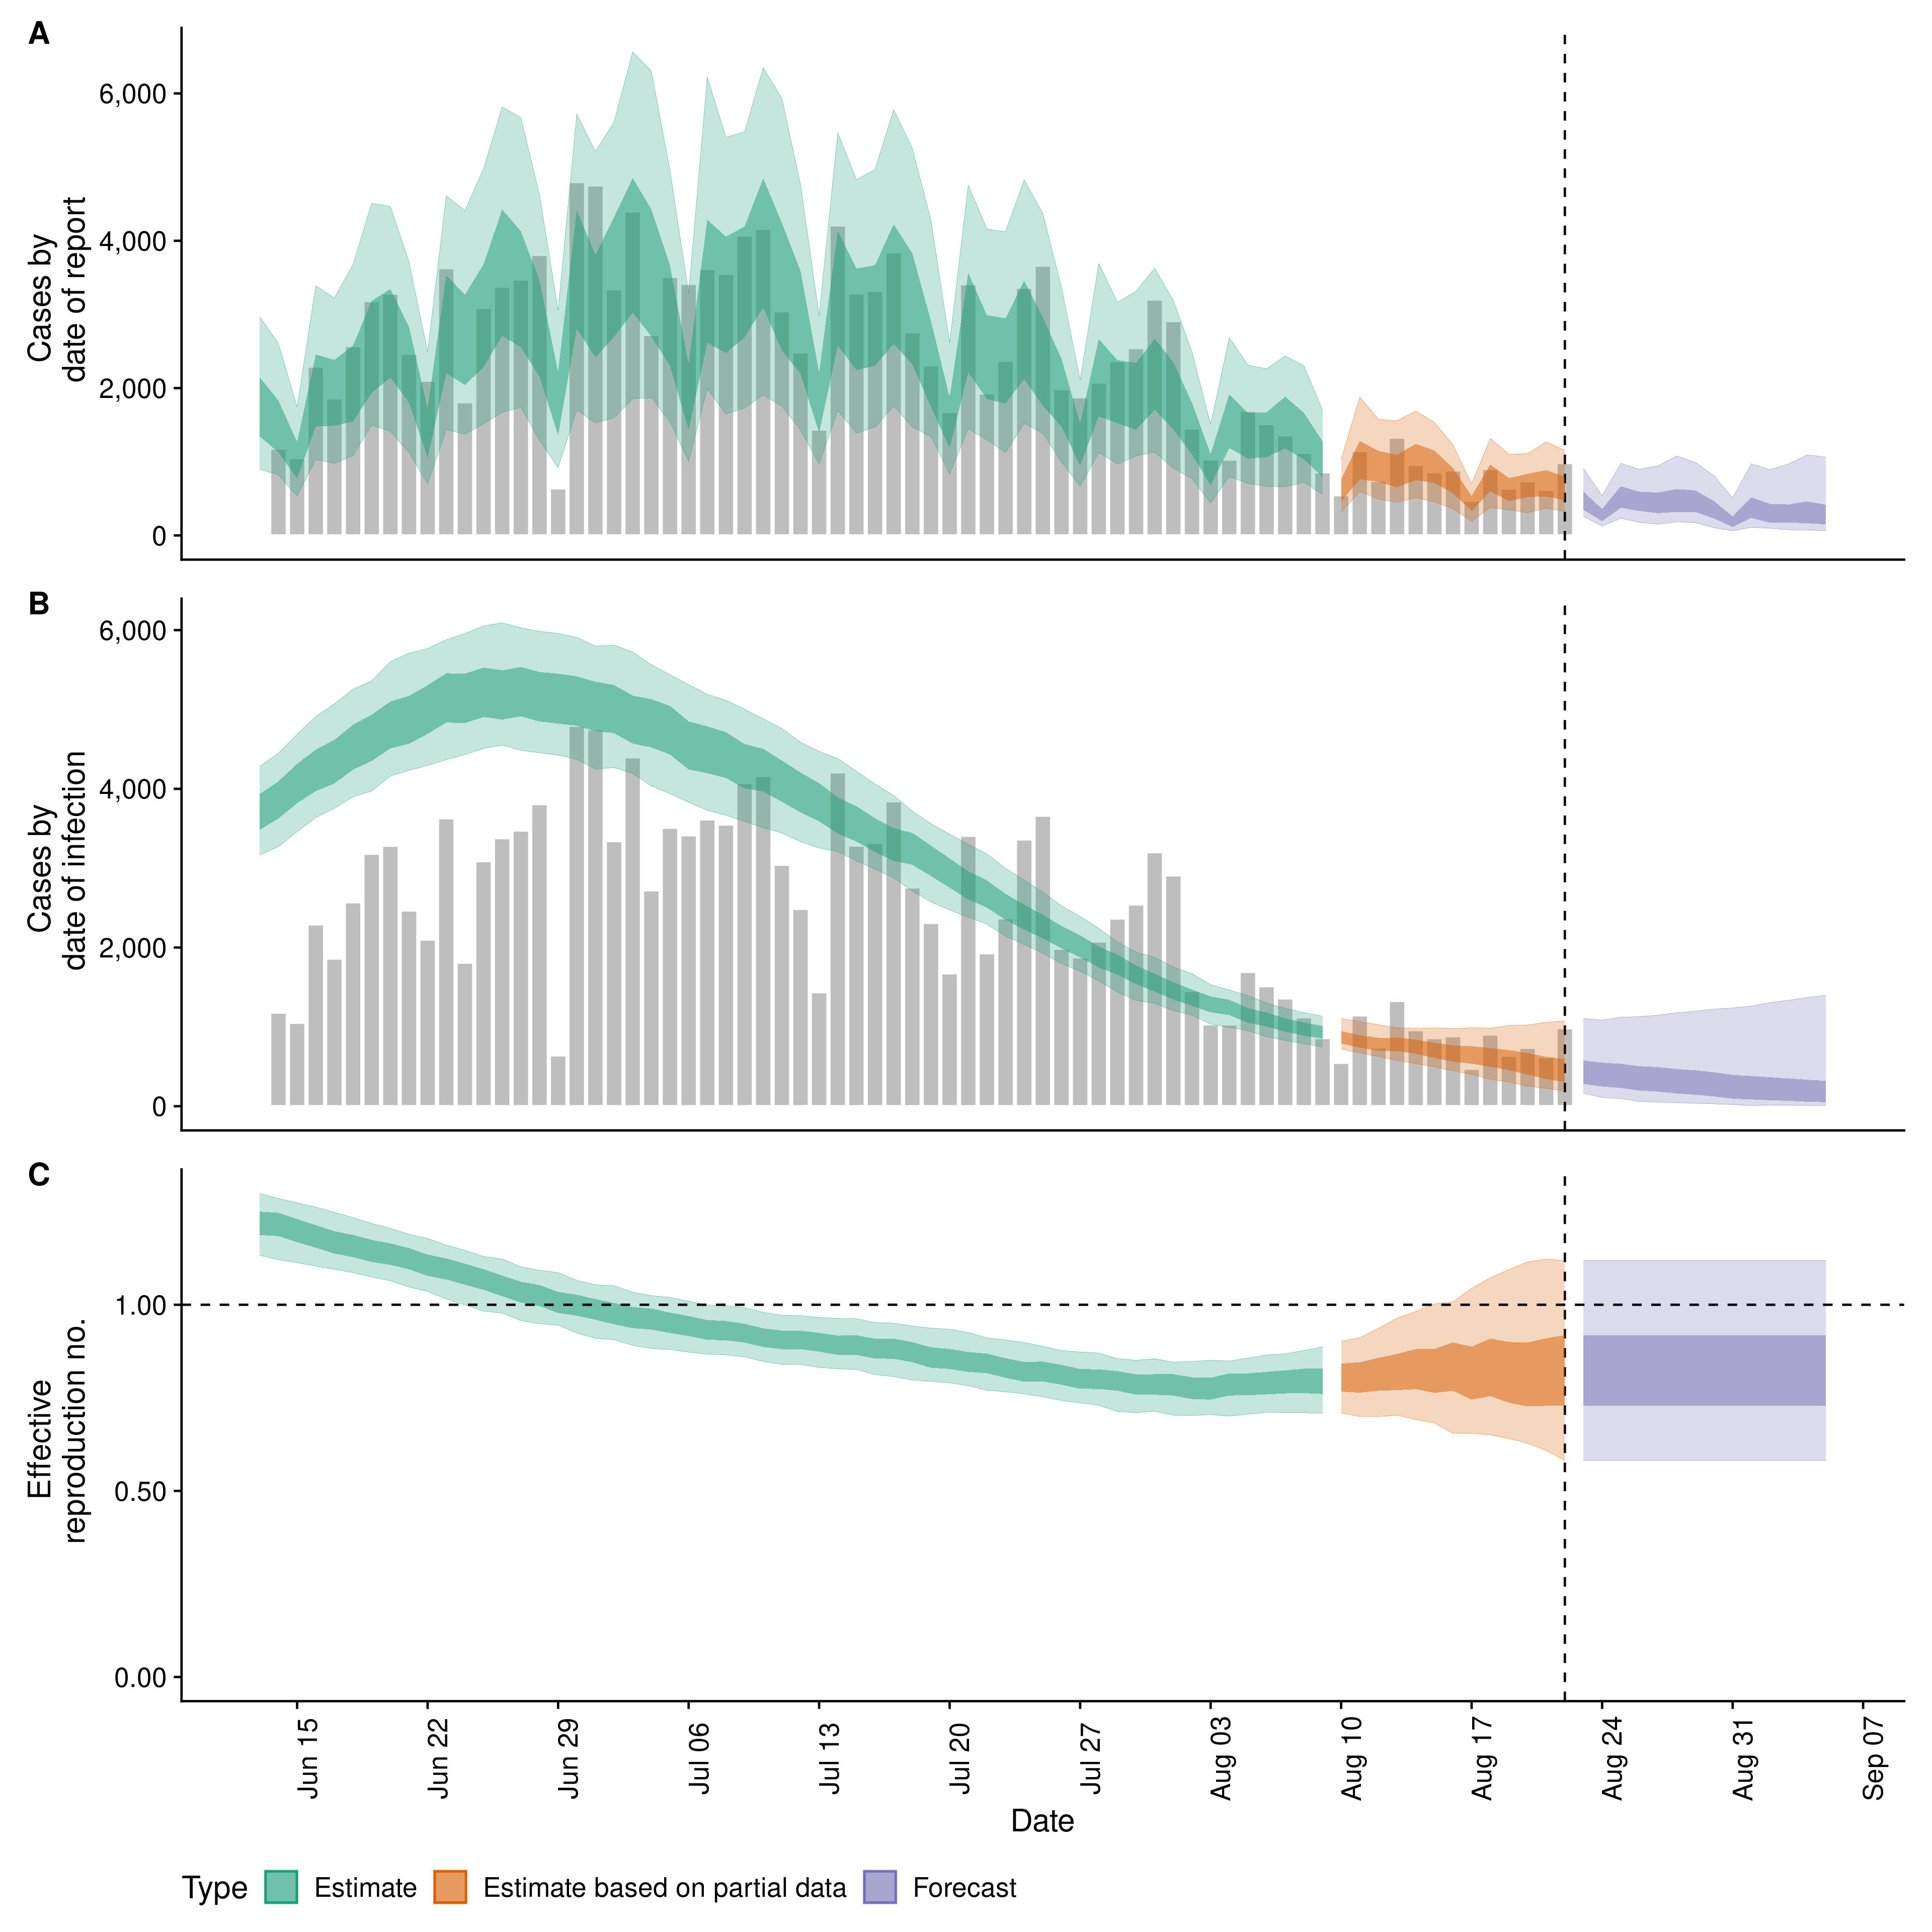 A
Cases by
date of report
6,000
4,000
2,000
0
B
Cases by
date of infection
6,000
4,000
2,000
0
C
Effective
reproduction no.
1.00
0.50
0.00
Jun 15
Jun 22
Jun 29
Jul 06
Jul 13
Jul 20
Jul 27
Aug 03
Aug 10
Aug 17
Aug 24
Aug 31
Sep 07
Date
Type Estimate Estimate based on partial data Forecast